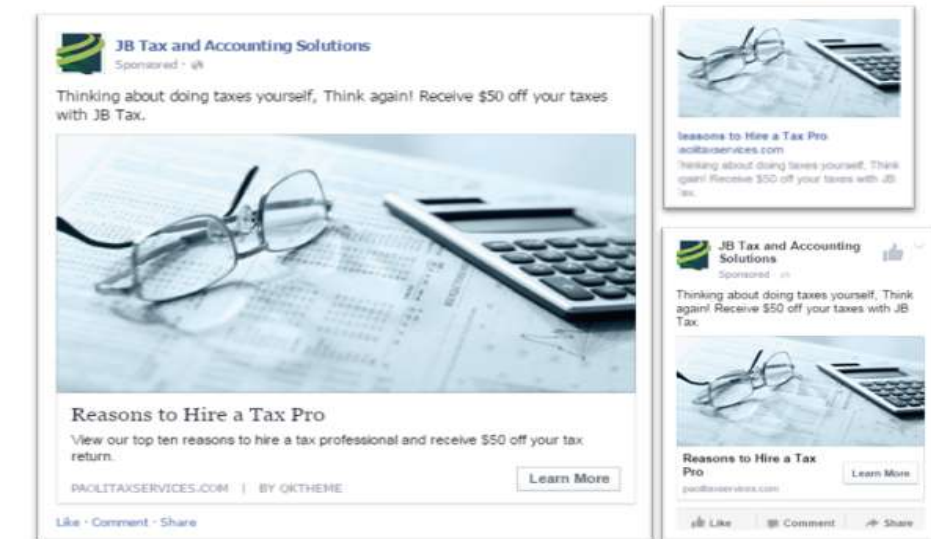 JB Tax and Accounting Solutions
Sponsored ·
Thinking about doing taxes yourself, Think again! Receive $50 off your taxes
with JB Tax.
Reasons to Hire a Tax Pro
View our top ten reasons to hire a tax professional and receive $50 off your tax
return.
PAOLITAXSERVICES.COM | BY QKTHEME
Learn More
Like · Comment · Share
easons to Hire a Tax Pro
aolitaxservices.com
Thinking about doing taxes yourself, Think
again! Receive $50 off your taxes with JB
Tax.
JB Tax and Accounting
Solutions
Sponsored ·
Thinking about doing taxes yourself, Think
again! Receive $50 off your taxes with JB
Tax.
Reasons to Hire a Tax
Pro
paolitaxservices.com
Learn More
Like Comment Share